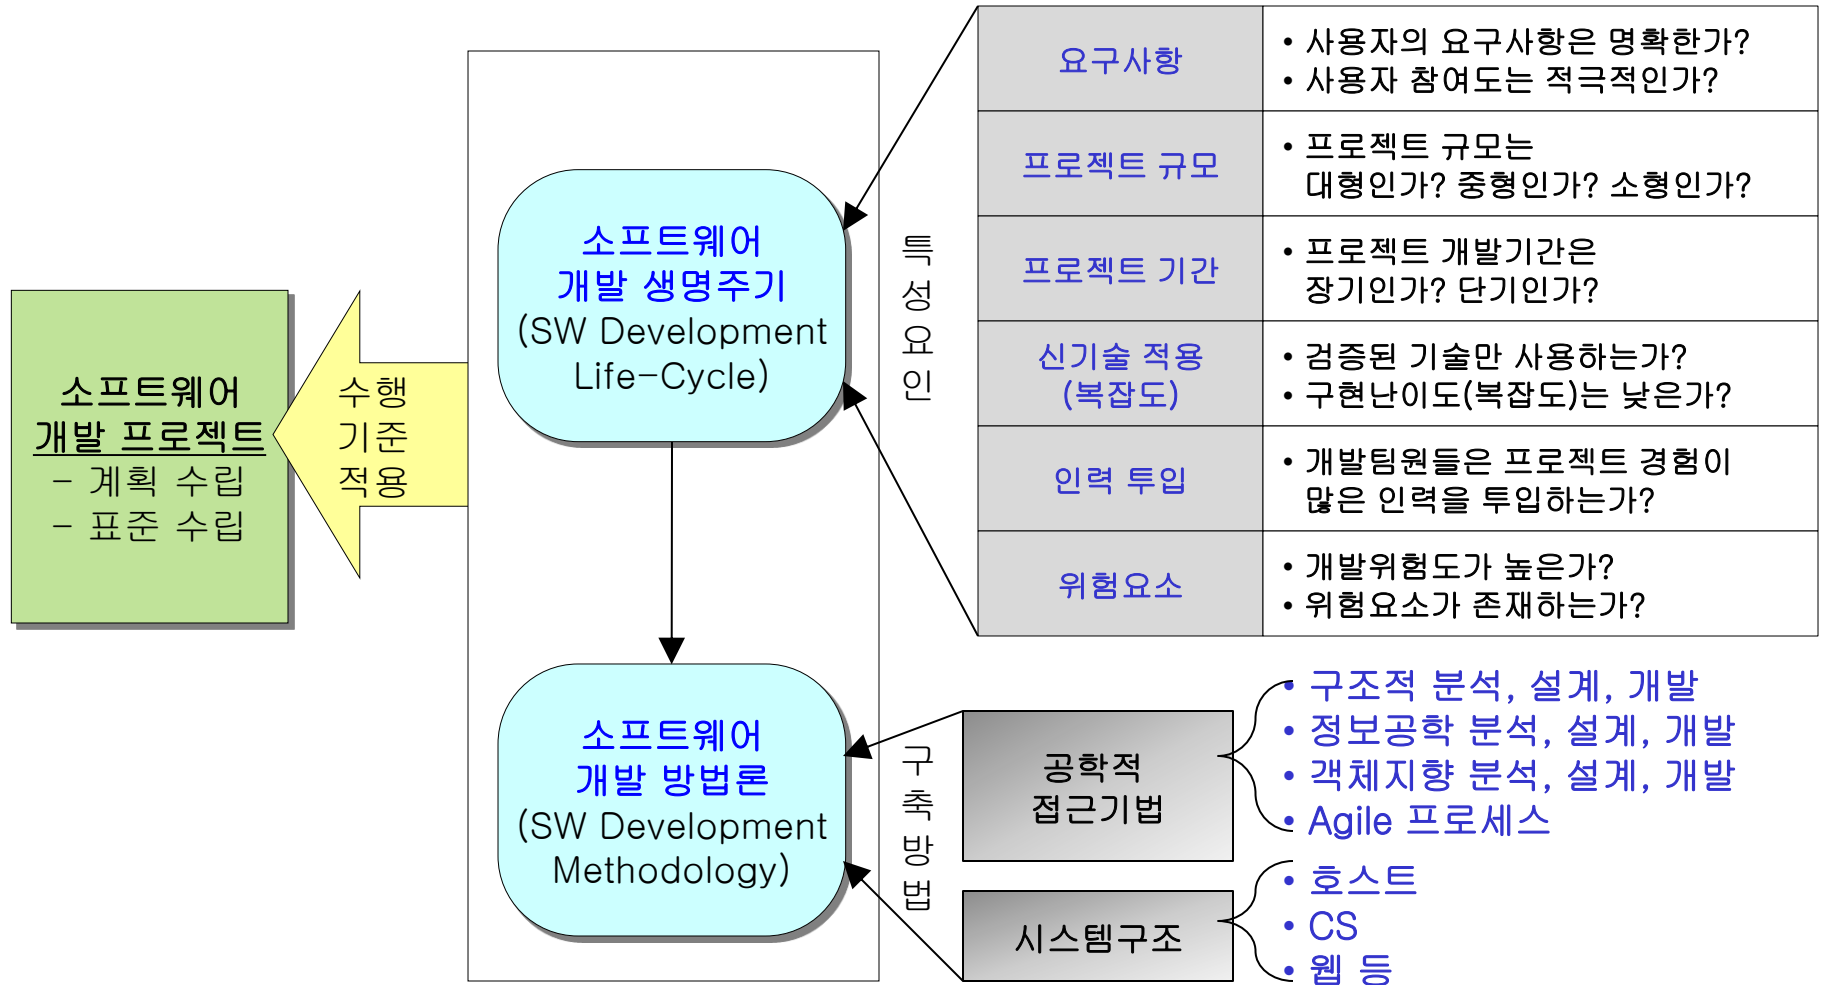 소프트웨어
개발 프로젝트
- 계획 수립
- 표준 수립
수행
기준
적용
소프트웨어
개발 생명주기
(SW Development
Life-Cycle)
소프트웨어
개발 방법론
(SW Development
Methodology)
특
성
요
인
요구사항
• 사용자의 요구사항은 명확한가?
• 사용자 참여도는 적극적인가?
프로젝트 규모
• 프로젝트 규모는
대형인가? 중형인가? 소형인가?
프로젝트 기간
• 프로젝트 개발기간은
장기인가? 단기인가?
신기술 적용
(복잡도)
• 검증된 기술만 사용하는가?
• 구현난이도(복잡도)는 낮은가?
인력 투입
• 개발팀원들은 프로젝트 경험이
많은 인력을 투입하는가?
위험요소
• 개발위험도가 높은가?
• 위험요소가 존재하는가?
구
축
방
법
공학적
접근기법
• 구조적 분석, 설계, 개발
• 정보공학 분석, 설계, 개발
• 객체지향 분석, 설계, 개발
• Agile 프로세스
시스템구조
• 호스트
• CS
• 웹 등